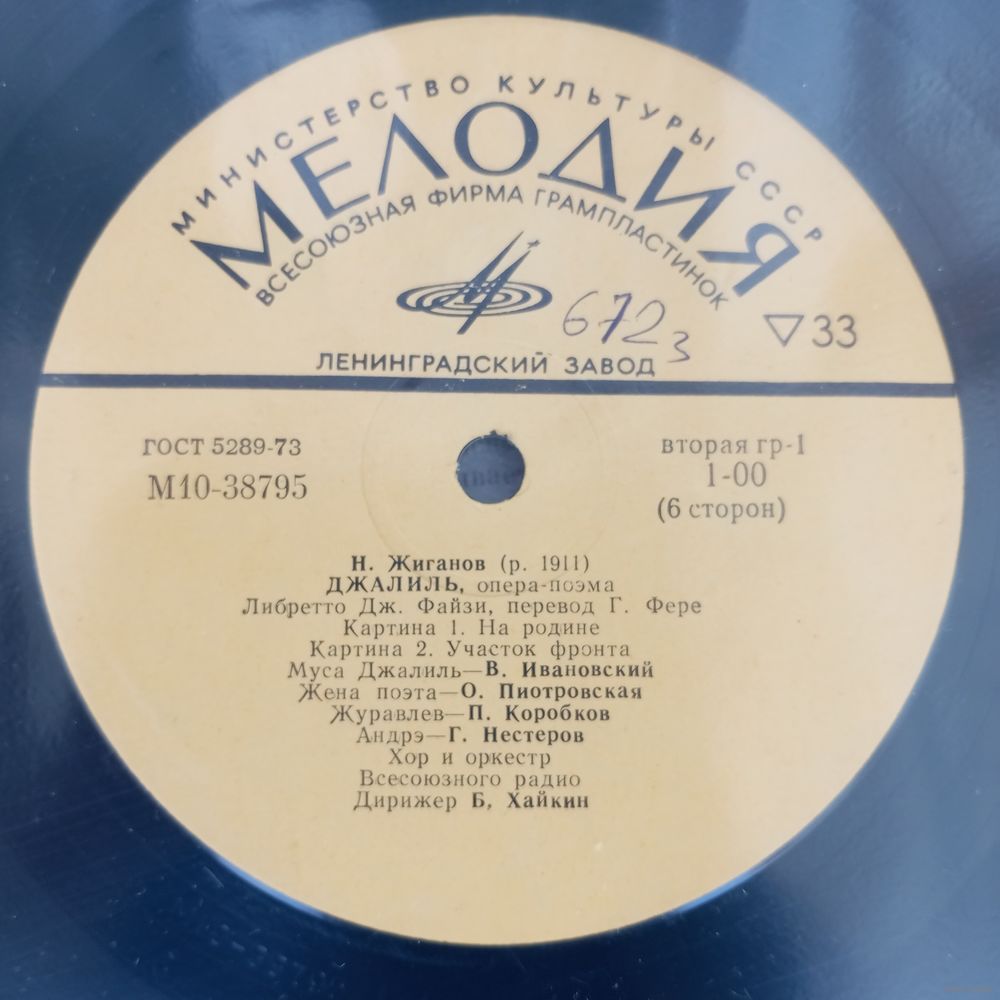 МИНИСТЕРСТВО КУЛЬТУРЫ СССР
МЕЛОДИЯ
ВСЕСОЮЗНАЯ ФИРМА ГРАМПЛАСТИНОК
6723
▽33
ЛЕНИНГРАДСКИЙ ЗАВОД
ГОСТ 5289-73
М10-38795
вторая гр-1
1-00
(6 сторон)
Н. Жиганов (р. 1911)
ДЖАЛИЛЬ, опера-поэма
Либретто Дж. Файзи, перевод Г. Фере
Картина 1. На родине
Картина 2. Участок фронта
Муса Джалиль—В. Ивановский
Жена поэта—О. Пиотровская
Журавлев—П. Коробков
Андрэ—Г. Нестеров
Хор и оркестр
Всесоюзного радио
Дирижер Б. Хайкин